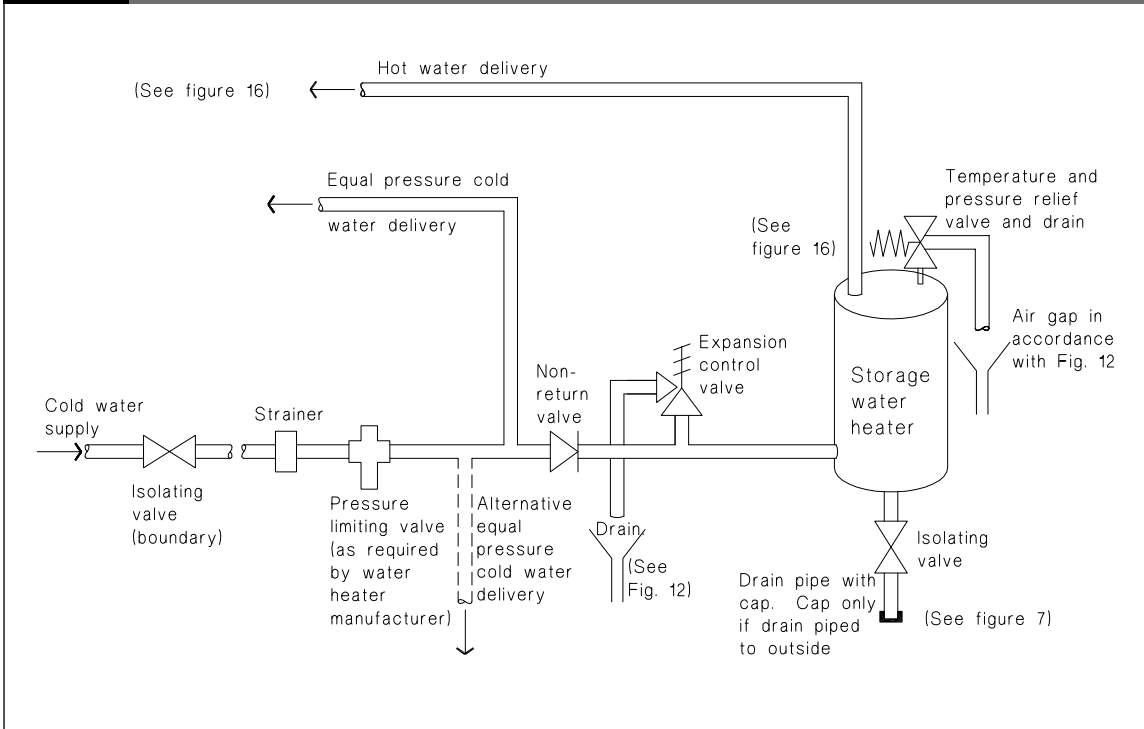 Hot water delivery
(See figure 16)
Equal pressure cold
water delivery
Temperature and
pressure relief
valve and drain
(See
figure 16)
Air gap in
accordance
with Fig. 12
Expansion
control
valve
Non-
return
valve
Storage
water
heater
Cold water
supply
Strainer
Isolating
valve
(boundary)
Pressure
limiting valve
(as required
by water
heater
manufacturer)
Alternative
equal
pressure
cold water
delivery
Drain
(See
Fig. 12)
Isolating
valve
Drain pipe with
cap. Cap only
if drain piped
to outside
(See figure 7)